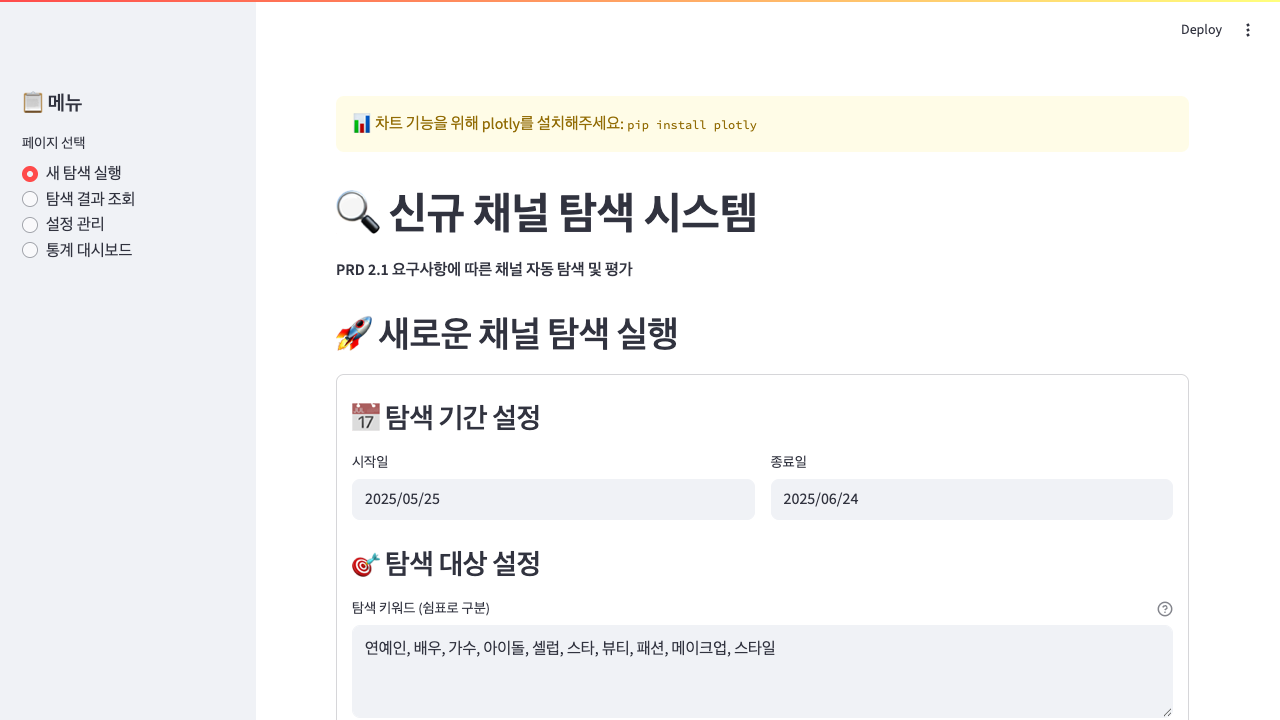 Deploy
메뉴
페이지 선택
새 탐색 실행
탐색 결과 조회
설정 관리
통계 대시보드
차트 기능을 위해 plotly를 설치해주세요: pip install plotly
신규 채널 탐색 시스템
PRD 2.1 요구사항에 따른 채널 자동 탐색 및 평가
새로운 채널 탐색 실행
탐색 기간 설정
시작일
종료일
2025/05/25
2025/06/24
탐색 대상 설정
탐색 키워드 (쉼표로 구분)
연예인, 배우, 가수, 아이돌, 셀럽, 스타, 뷰티, 패션, 메이크업, 스타일